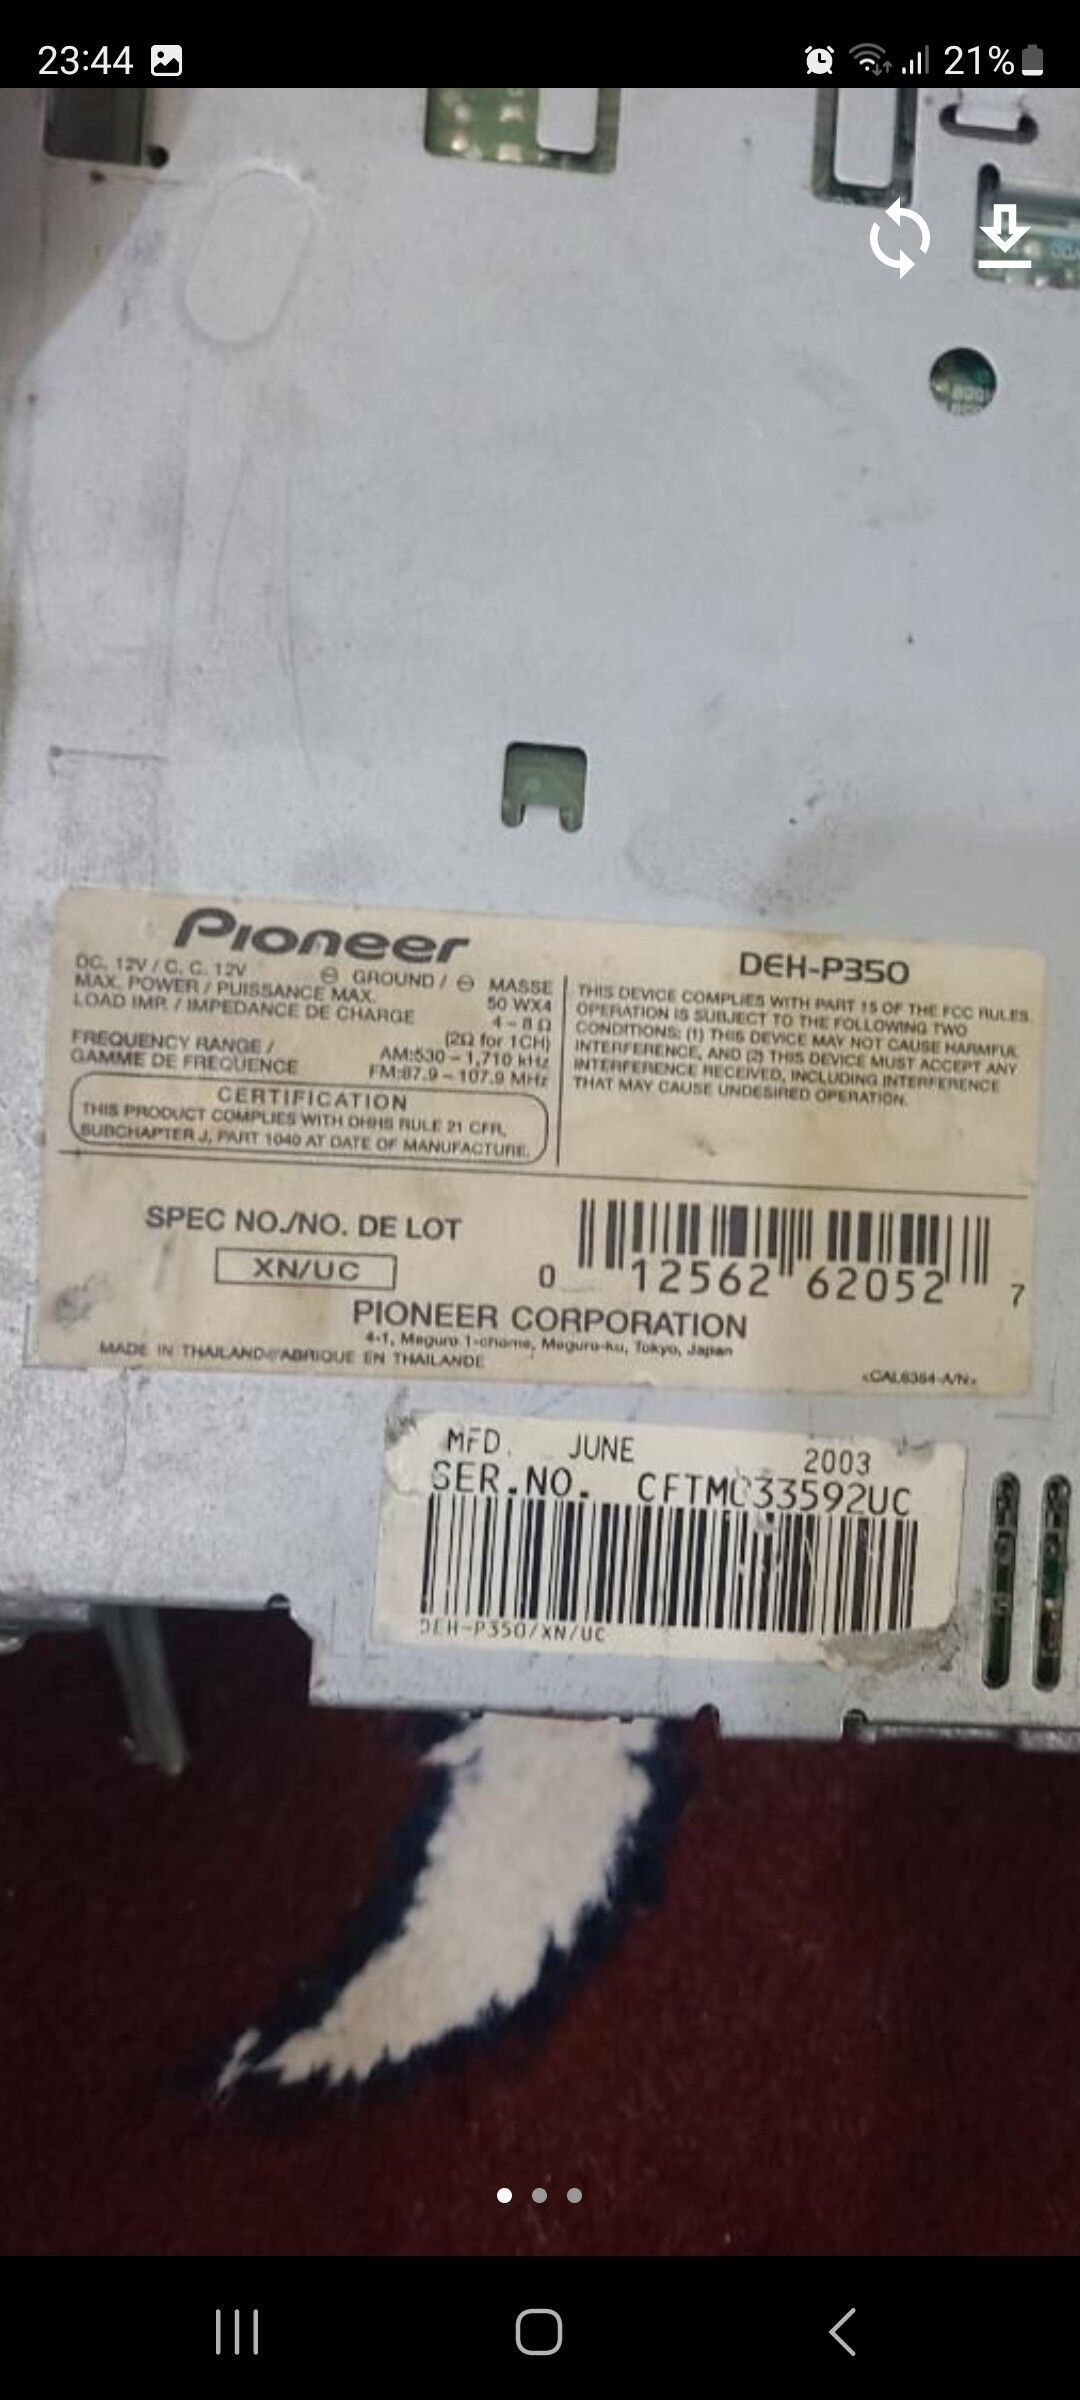 23:44
21%
Pioneer
DC. 12V / C. C. 12V ⊖ GROUND / ⊖ MASSE
MAX. POWER / PUISSANCE MAX. 50 WX4
LOAD IMP. / IMPEDANCE DE CHARGE 4-8 Ω
(2Ω for 1CH)
FREQUENCY RANGE / AM:530-1,710 kHz
GAMME DE FREQUENCE FM:87.9-107.9 MHz
CERTIFICATION
THIS PRODUCT COMPLIES WITH DHHS RULE 21 CFR,
SUBCHAPTER J, PART 1040 AT DATE OF MANUFACTURE.
DEH-P350
THIS DEVICE COMPLIES WITH PART 15 OF THE FCC RULES.
OPERATION IS SUBJECT TO THE FOLLOWING TWO
CONDITIONS: (1) THIS DEVICE MAY NOT CAUSE HARMFUL
INTERFERENCE, AND (2) THIS DEVICE MUST ACCEPT ANY
INTERFERENCE RECEIVED, INCLUDING INTERFERENCE
THAT MAY CAUSE UNDESIRED OPERATION.
SPEC NO./NO. DE LOT
XN/UC
0 12562 62052 7
PIONEER CORPORATION
4-1, Meguro 1-chome, Meguro-ku, Tokyo, Japan
MADE IN THAILAND/FABRIQUE EN THAILANDE
<CAL6364-A/N>
MFD. JUNE 2003
SER.NO. CFTM033592UC
DEH-P350/XN/UC